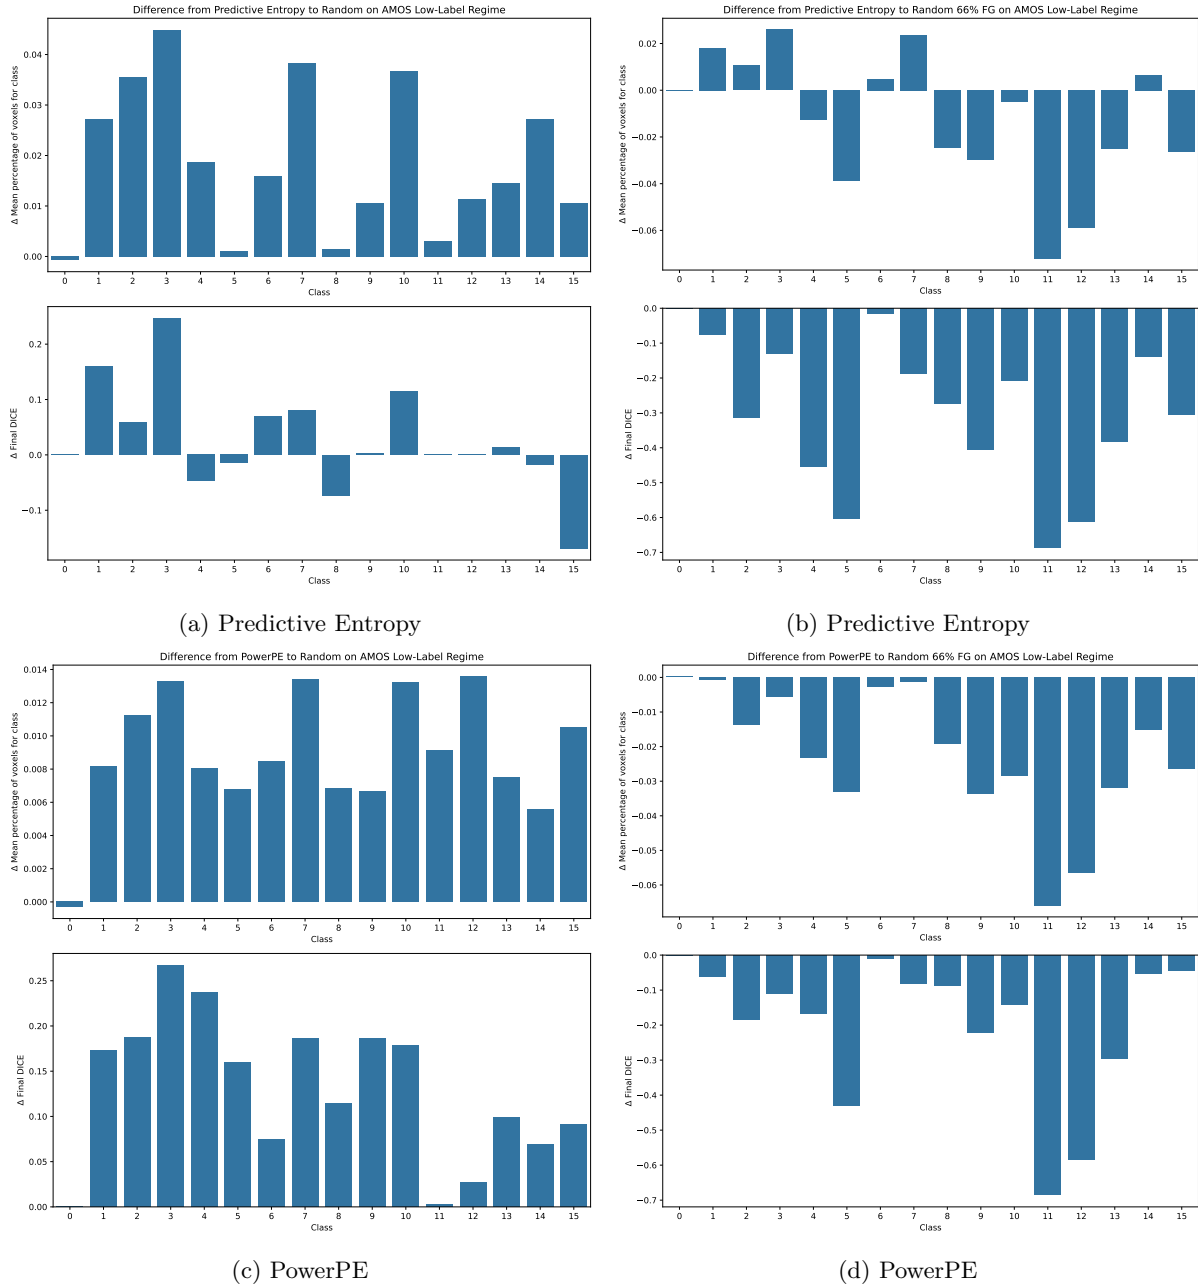 Difference from Predictive Entropy to Random on AMOS Low-Label Regime
Δ Mean percentage of voxels for class
0.04
0.03
0.02
0.01
0.00
0 1 2 3 4 5 6 7 8 9 10 11 12 13 14 15
Class
Δ Final DICE
0.2
0.1
0.0
−0.1
0 1 2 3 4 5 6 7 8 9 10 11 12 13 14 15
Class
(a) Predictive Entropy
Difference from Predictive Entropy to Random 66% FG on AMOS Low-Label Regime
Δ Mean percentage of voxels for class
0.02
0.00
−0.02
−0.04
−0.06
0 1 2 3 4 5 6 7 8 9 10 11 12 13 14 15
Class
Δ Final DICE
0.0
−0.1
−0.2
−0.3
−0.4
−0.5
−0.6
−0.7
0 1 2 3 4 5 6 7 8 9 10 11 12 13 14 15
Class
(b) Predictive Entropy
Difference from PowerPE to Random on AMOS Low-Label Regime
Δ Mean percentage of voxels for class
0.014
0.012
0.010
0.008
0.006
0.004
0.002
0.000
0 1 2 3 4 5 6 7 8 9 10 11 12 13 14 15
Class
Δ Final DICE
0.25
0.20
0.15
0.10
0.05
0.00
0 1 2 3 4 5 6 7 8 9 10 11 12 13 14 15
Class
(c) PowerPE
Difference from PowerPE to Random 66% FG on AMOS Low-Label Regime
Δ Mean percentage of voxels for class
0.00
−0.01
−0.02
−0.03
−0.04
−0.05
−0.06
0 1 2 3 4 5 6 7 8 9 10 11 12 13 14 15
Class
Δ Final DICE
0.0
−0.1
−0.2
−0.3
−0.4
−0.5
−0.6
−0.7
0 1 2 3 4 5 6 7 8 9 10 11 12 13 14 15
Class
(d) PowerPE